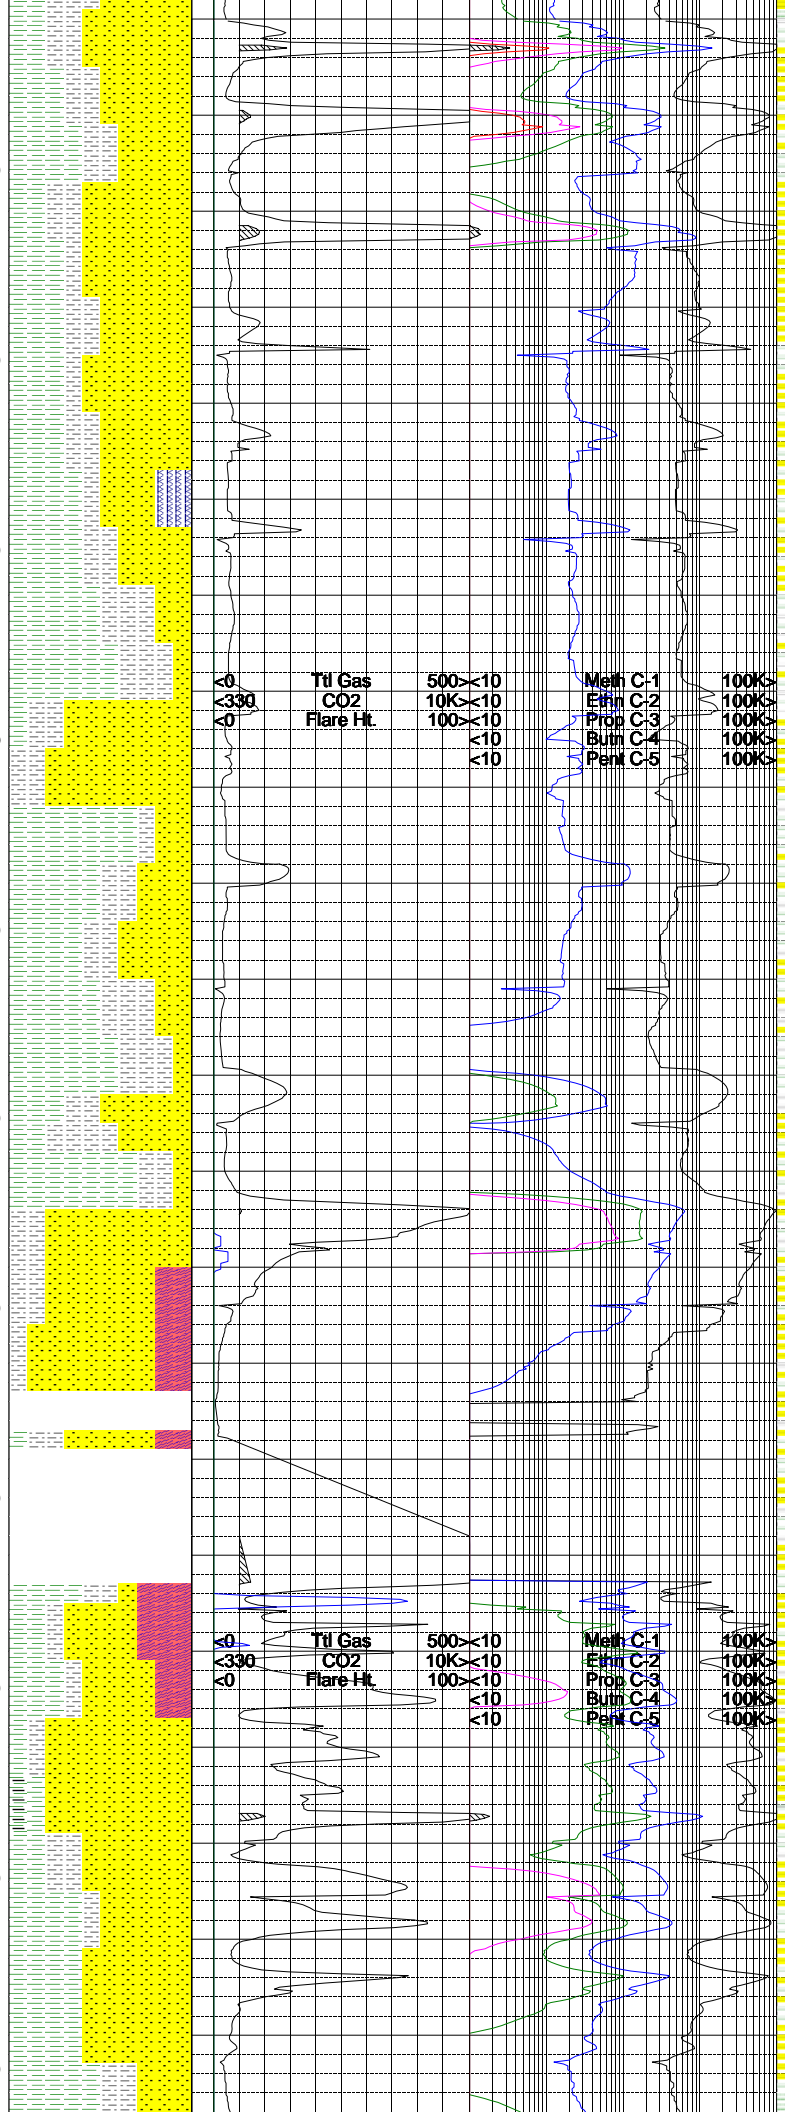 <0 Ttl Gas 500><10 Meth C-1 100K>
<330 CO2 10K><10 Ethn C-2 100K>
<0 Flare Ht. 100><10 Prop C-3 100K>
<10 Butn C-4 100K>
<10 Pent C-5 100K>
<0 Ttl Gas 500><10 Meth C-1 100K>
<330 CO2 10K><10 Ethn C-2 100K>
<0 Flare Ht. 100><10 Prop C-3 100K>
<10 Butn C-4 100K>
<10 Pent C-5 100K>